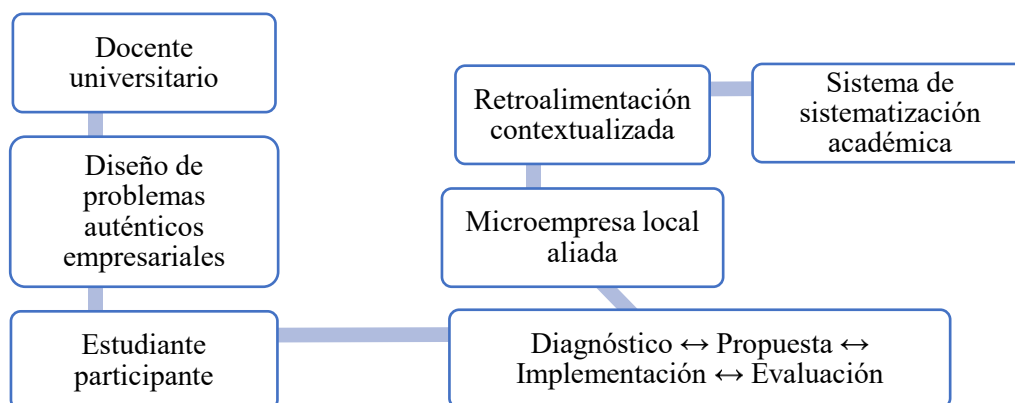 Docente
universitario
Diseño de
problemas
auténticos
empresariales
Estudiante
participante
Diagnóstico ↔ Propuesta ↔
Implementación ↔ Evaluación
Microempresa local
aliada
Retroalimentación
contextualizada
Sistema de
sistematización
académica